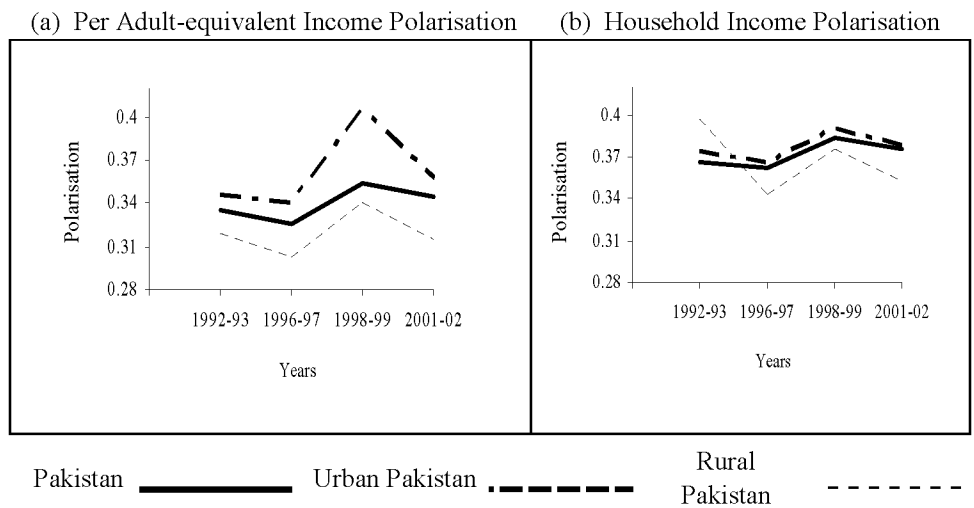 (a) Per Adult-equivalent Income Polarisation
Polarisation
0.4
0.37
0.34
0.31
0.28
1992-93 1996-97 1998-99 2001-02
Years
(b) Household Income Polarisation
Polarisation
0.4
0.37
0.34
0.31
0.28
1992-93 1996-97 1998-99 2001-02
Years
Pakistan
Urban Pakistan
Rural
Pakistan